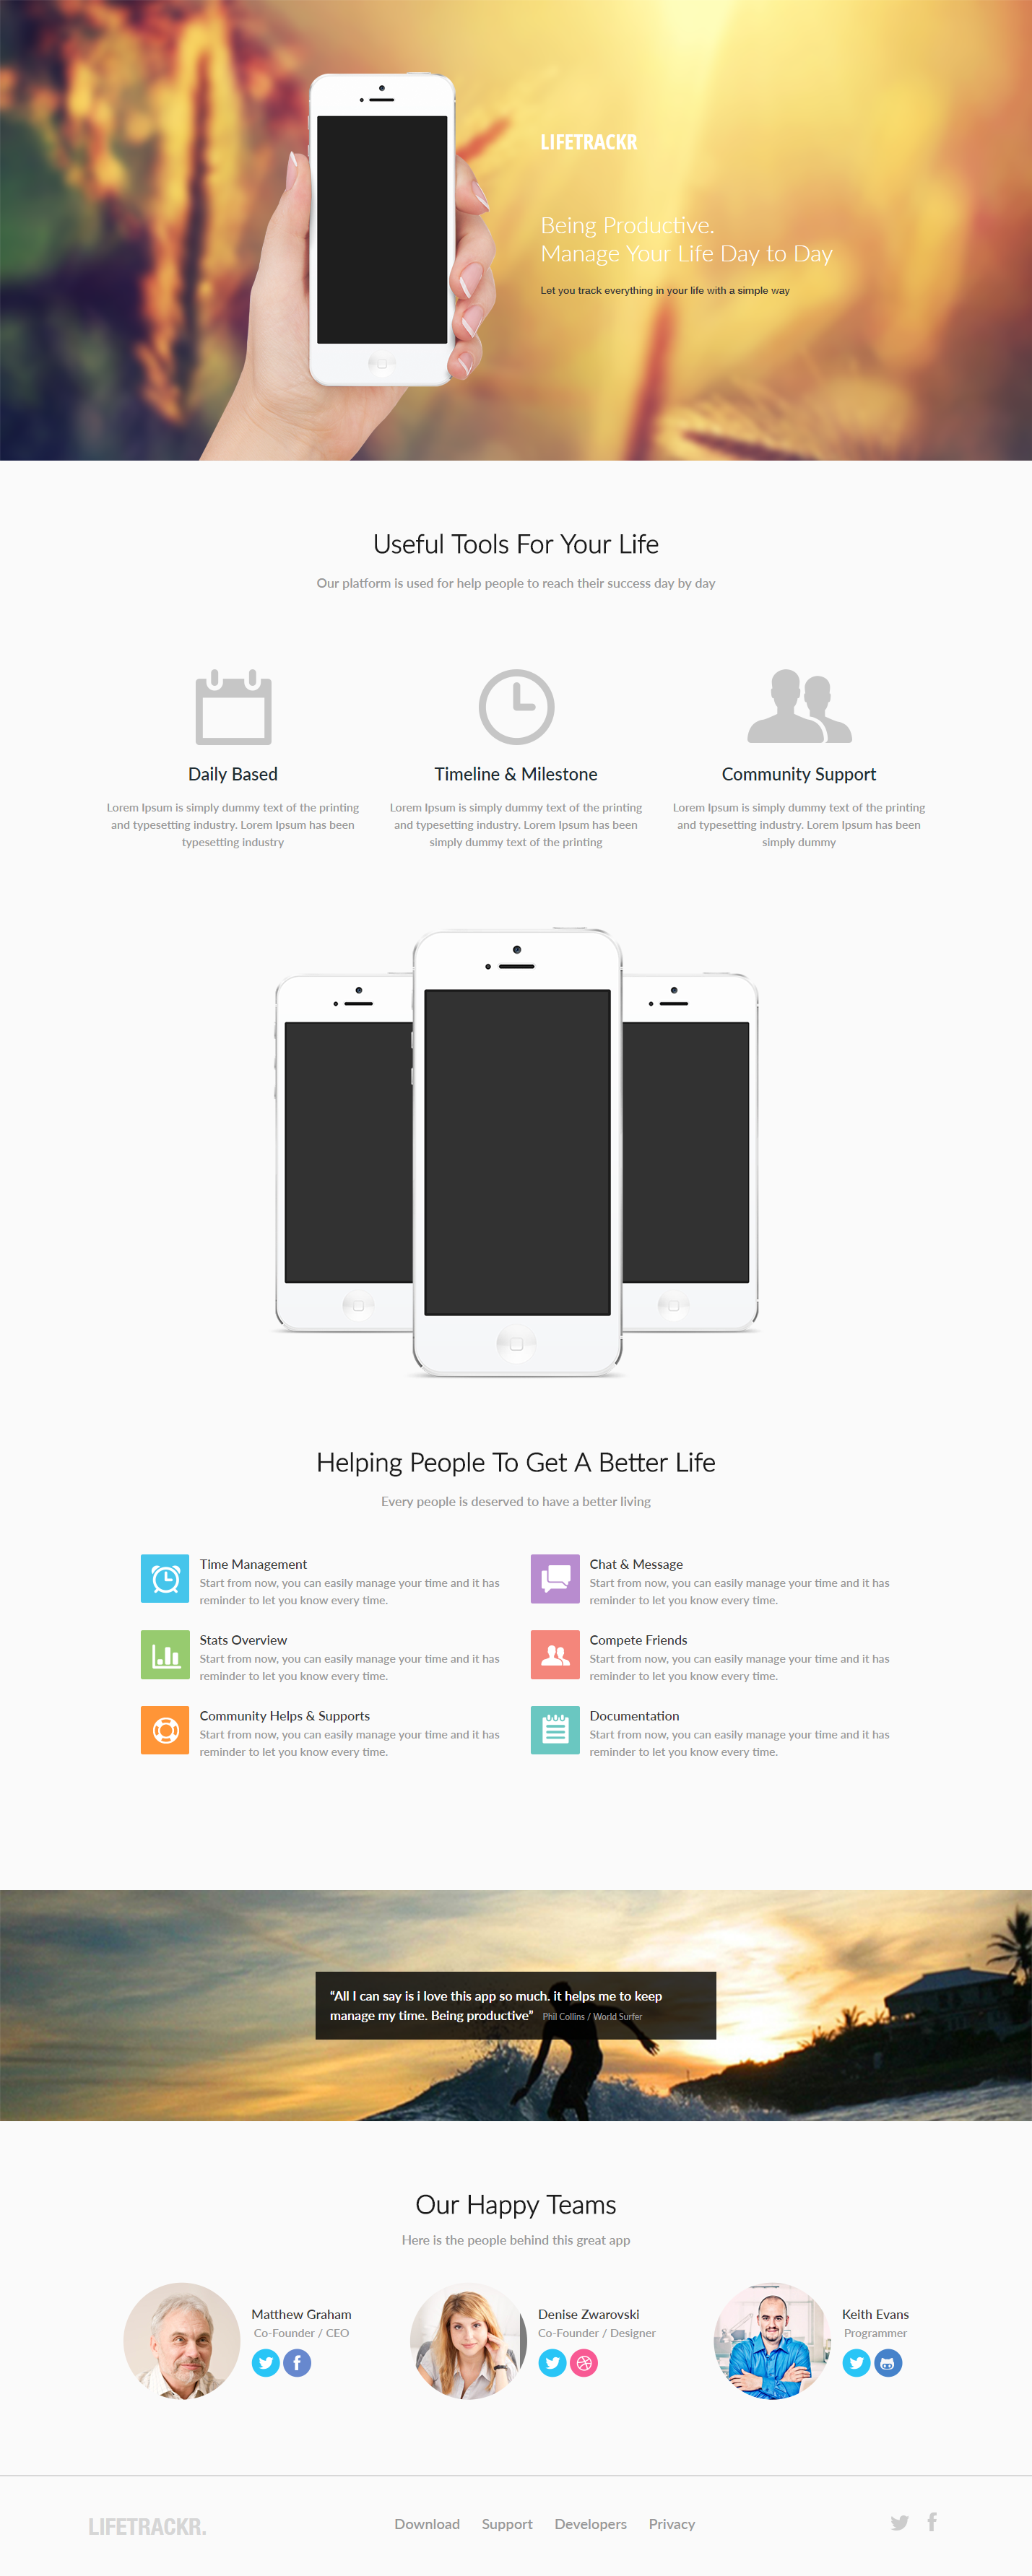 LIFETRACKR
Being Productive.
Manage Your Life Day to Day
Let you track everything in your life with a simple way
Useful Tools For Your Life
Our platform is used for help people to reach their success day by day
Daily Based
Lorem Ipsum is simply dummy text of the printing
and typesetting industry. Lorem Ipsum has been
typesetting industry
Timeline & Milestone
Lorem Ipsum is simply dummy text of the printing
and typesetting industry. Lorem Ipsum has been
simply dummy text of the printing
Community Support
Lorem Ipsum is simply dummy text of the printing
and typesetting industry. Lorem Ipsum has been
simply dummy
Helping People To Get A Better Life
Every people is deserved to have a better living
Time Management
Start from now, you can easily manage your time and it has
reminder to let you know every time.
Chat & Message
Start from now, you can easily manage your time and it has
reminder to let you know every time.
Stats Overview
Start from now, you can easily manage your time and it has
reminder to let you know every time.
Compete Friends
Start from now, you can easily manage your time and it has
reminder to let you know every time.
Community Helps & Supports
Start from now, you can easily manage your time and it has
reminder to let you know every time.
Documentation
Start from now, you can easily manage your time and it has
reminder to let you know every time.
“All I can say is i love this app so much. it helps me to keep
manage my time. Being productive” Phil Collins / World Surfer
Our Happy Teams
Here is the people behind this great app
Matthew Graham
Co-Founder / CEO
Denise Zwarovski
Co-Founder / Designer
Keith Evans
Programmer
LIFETRACKR.
Download Support Developers Privacy